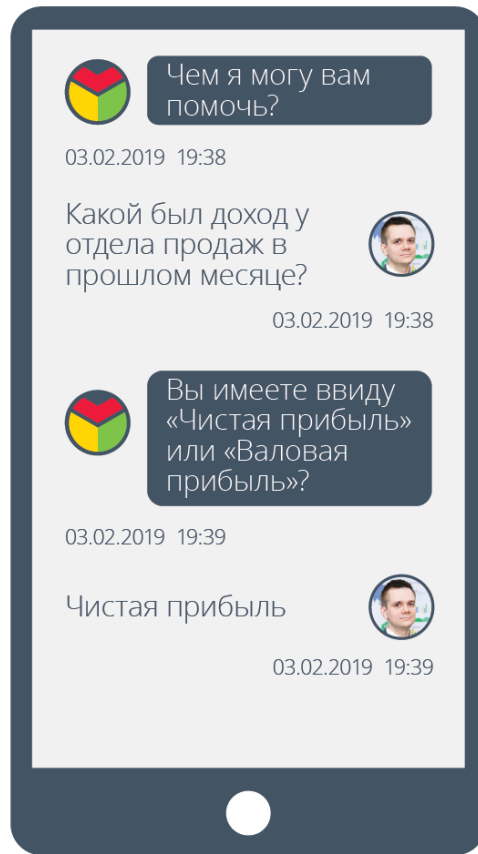 Чем я могу вам
помочь?
03.02.2019 19:38
Какой был доход у
отдела продаж в
прошлом месяце?
03.02.2019 19:38
Вы имеете ввиду
«Чистая прибыль»
или «Валовая
прибыль»?
03.02.2019 19:39
Чистая прибыль
03.02.2019 19:39